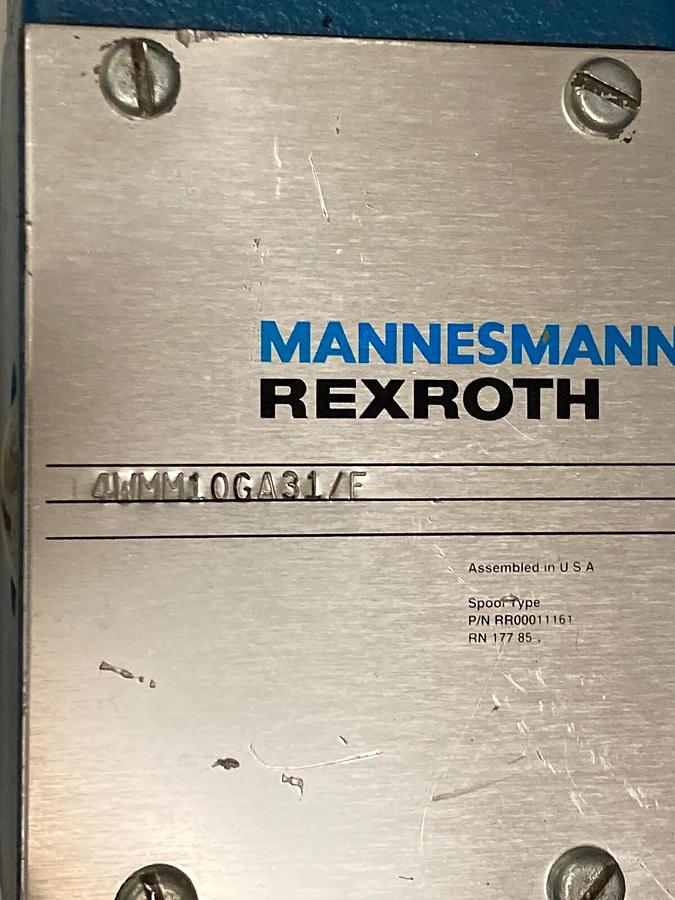 MANNESMANN
REXROTH
4WMM10GA31/F
Assembled in U S A
Spool Type
P/N RR00011161
RN 177 85